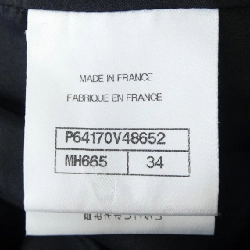 MADE IN FRANCE
FABRIQUE EN FRANCE
P64170V48652
MH665 34